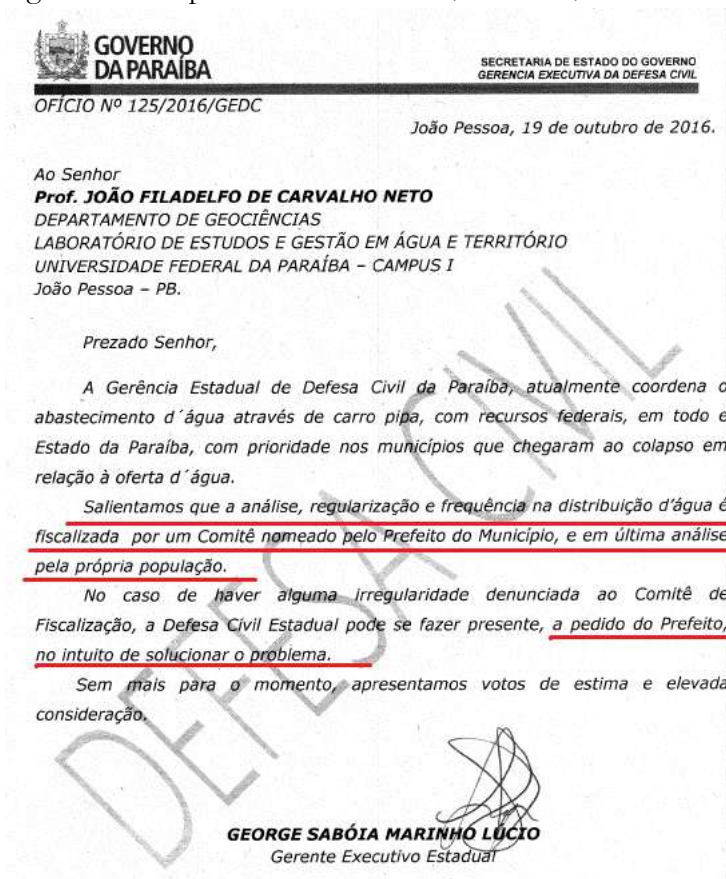 GOVERNO
DA PARAÍBA
SECRETARIA DE ESTADO DO GOVERNO
GERENCIA EXECUTIVA DA DEFESA CIVIL
OFÍCIO Nº 125/2016/GEDC
João Pessoa, 19 de outubro de 2016.
Ao Senhor
Prof. JOÃO FILADELFO DE CARVALHO NETO
DEPARTAMENTO DE GEOCIÊNCIAS
LABORATÓRIO DE ESTUDOS E GESTÃO EM ÁGUA E TERRITÓRIO
UNIVERSIDADE FEDERAL DA PARAÍBA – CAMPUS I
João Pessoa – PB.
Prezado Senhor,
A Gerência Estadual de Defesa Civil da Paraíba, atualmente coordena o
abastecimento d´água através de carro pipa, com recursos federais, em todo e
Estado da Paraíba, com prioridade nos municípios que chegaram ao colapso em
relação à oferta d´água.
Salientamos que a análise, regularização e frequência na distribuição d’água é
fiscalizada por um Comitê nomeado pelo Prefeito do Município, e em última análise
pela própria população.
No caso de haver alguma irregularidade denunciada ao Comitê de
Fiscalização, a Defesa Civil Estadual pode se fazer presente, a pedido do Prefeito,
no intuito de solucionar o problema.
Sem mais para o momento, apresentamos votos de estima e elevada
consideração.
GEORGE SABÓIA MARINHO LÚCIO
Gerente Executivo Estadual
DEFESA CIVIL